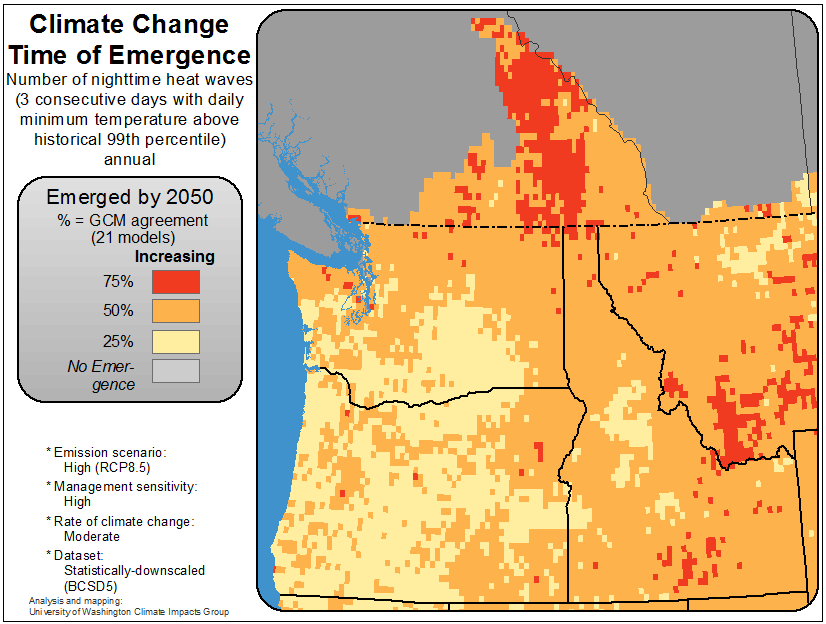 Climate Change
Time of Emergence
Number of nighttime heat waves
(3 consecutive days with daily
minimum temperature above
historical 99th percentile)
annual
Emerged by 2050
% = GCM agreement
(21 models)
Increasing
75%
50%
25%
No Emer-
gence
* Emission scenario:
High (RCP8.5)
* Management sensitivity:
High
* Rate of climate change:
Moderate
* Dataset:
Statistically-downscaled
(BCSD5)
Analysis and mapping:
University of Washington Climate Impacts Group